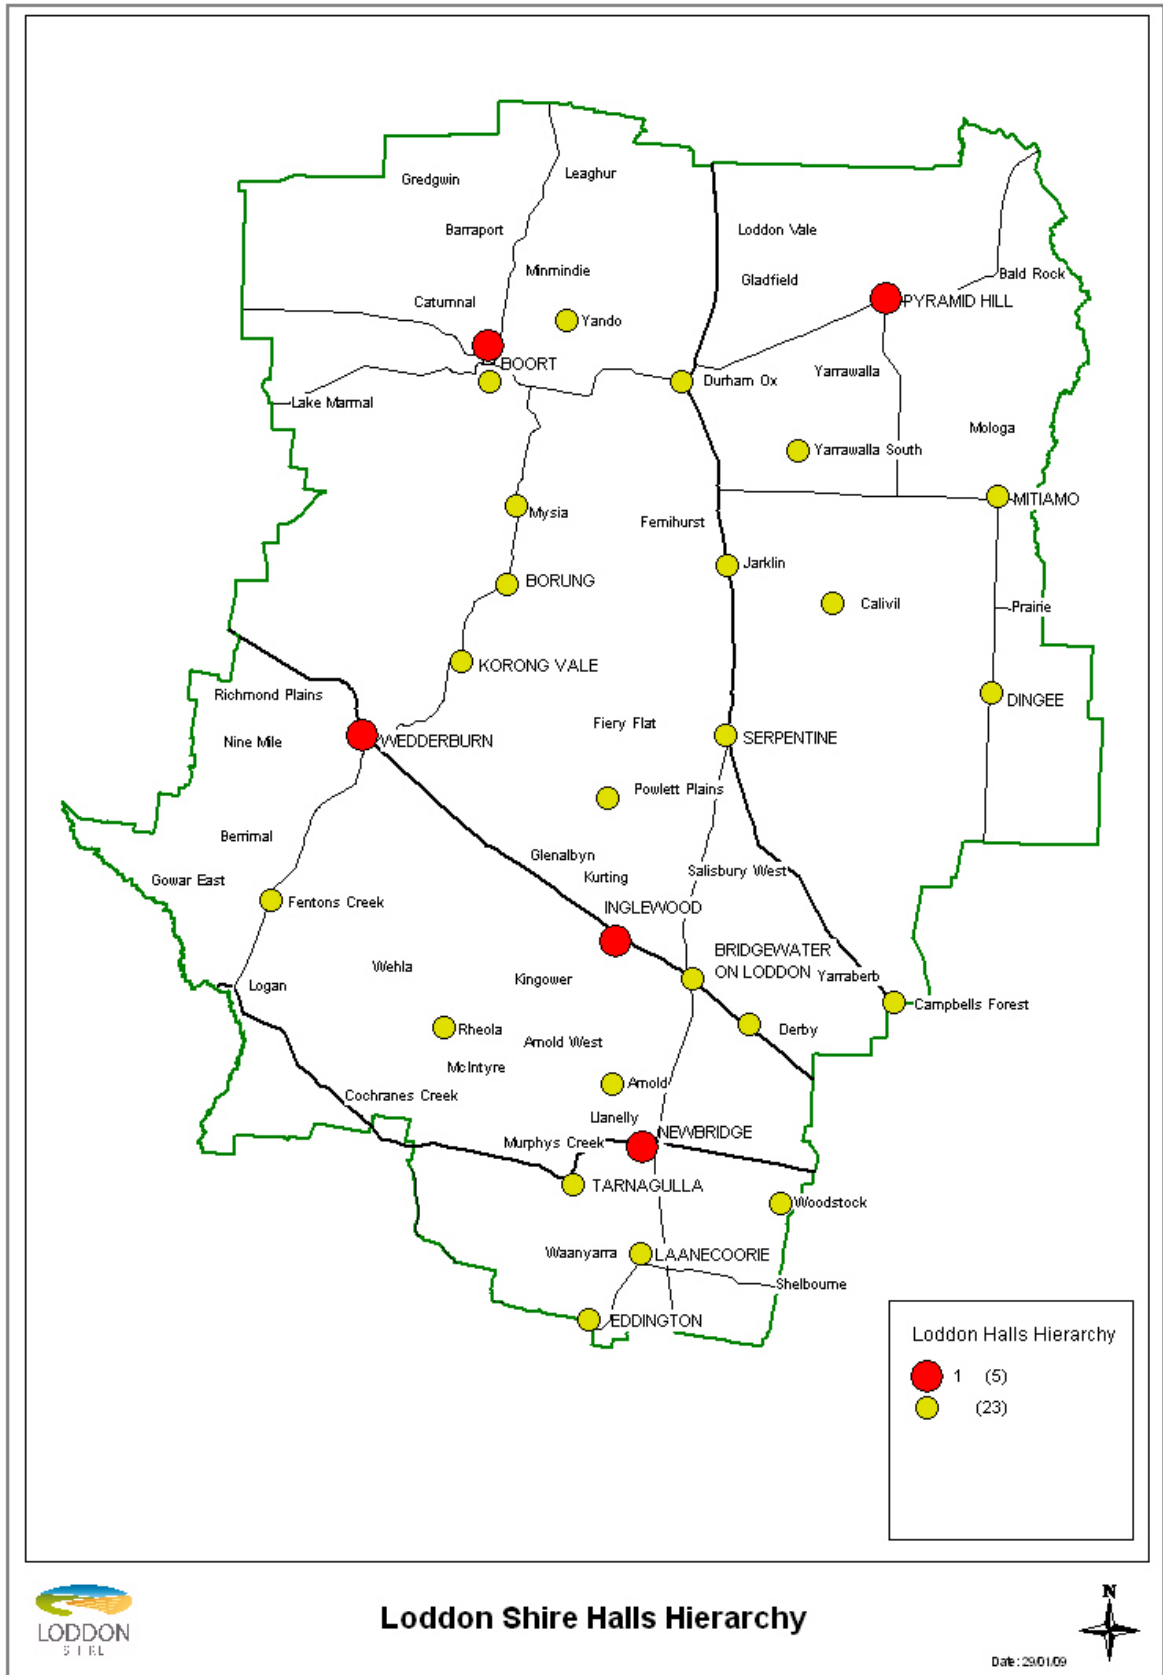 Gredgwin
Leaghur
Barraport
Loddon Vale
Minmindie
Gladfield
Bald Rock
Catumnal
PYRAMID HILL
Yando
BOORT
Durham Ox
Yarrawalla
Lake Marmal
Mologa
Yarrawalla South
MITIAMO
Mysia
Fernihurst
Jarklin
BORUNG
Calivil
Prairie
KORONG VALE
Richmond Plains
DINGEE
Fiery Flat
Nine Mile
WEDDERBURN
SERPENTINE
Powlett Plains
Berrimal
Glenalbyn
Salisbury West
Gowar East
Kurting
Fentons Creek
INGLEWOOD
BRIDGEWATER
ON LODDON
Wehla
Yarraberb
Kingower
Logan
Campbells Forest
Rheola
Derby
Arnold West
McIntyre
Arnold
Cochranes Creek
Llanelly
NEWBRIDGE
Murphys Creek
TARNAGULLA
Woodstock
Waanyarra
LAANECOORIE
Shelbourne
EDDINGTON
Loddon Halls Hierarchy
1 (5)
(23)
LODDON
SHIRE
Loddon Shire Halls Hierarchy
N
Date: 29/01/09